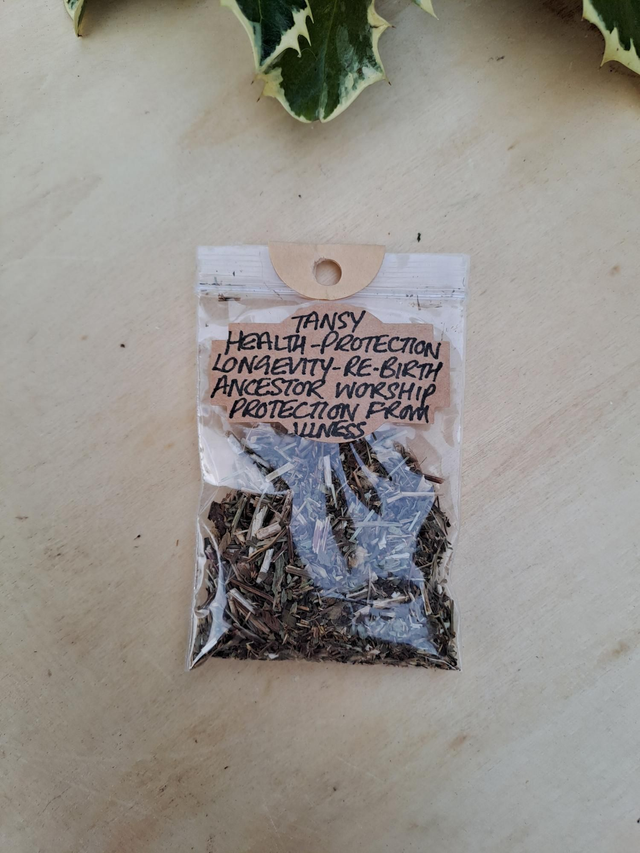 TANSY
HEALTH-PROTECTION
LONGEVITY-RE-BIRTH
ANCESTOR WORSHIP
PROTECTION FROM
ILLNESS